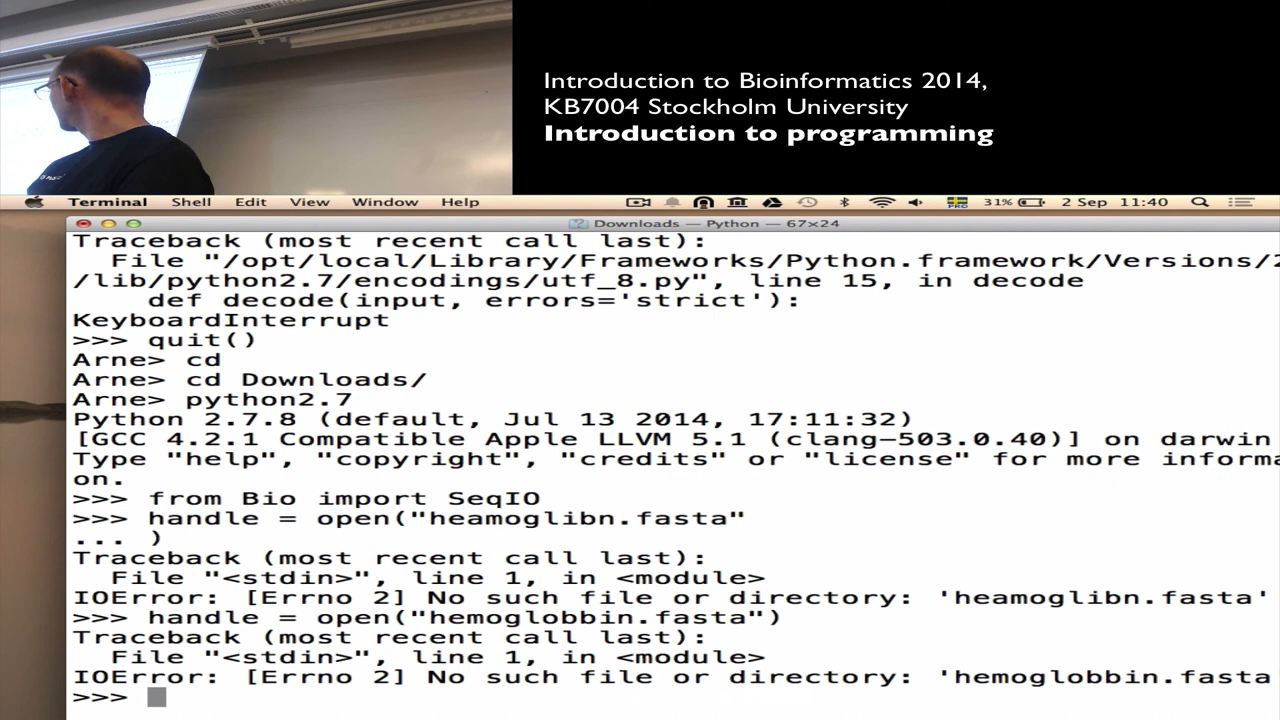 Introduction to Bioinformatics 2014,
KB7004 Stockholm University
Introduction to programming
Terminal Shell Edit View Window Help 31% 2 Sep 11:40
Downloads — Python — 67×24
Traceback (most recent call last):
  File "/opt/local/Library/Frameworks/Python.framework/Versions/2
/lib/python2.7/encodings/utf_8.py", line 15, in decode
    def decode(input, errors='strict'):
KeyboardInterrupt
>>> quit()
Arne> cd
Arne> cd Downloads/
Arne> python2.7
Python 2.7.8 (default, Jul 13 2014, 17:11:32)
[GCC 4.2.1 Compatible Apple LLVM 5.1 (clang-503.0.40)] on darwin
Type "help", "copyright", "credits" or "license" for more informa
on.
>>> from Bio import SeqIO
>>> handle = open("heamoglibn.fasta"
... )
Traceback (most recent call last):
  File "<stdin>", line 1, in <module>
IOError: [Errno 2] No such file or directory: 'heamoglibn.fasta'
>>> handle = open("hemoglobbin.fasta")
Traceback (most recent call last):
  File "<stdin>", line 1, in <module>
IOError: [Errno 2] No such file or directory: 'hemoglobbin.fasta
>>>